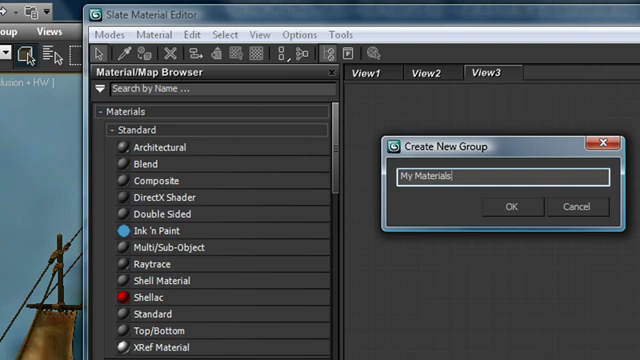 Slate Material Editor
oup Views
Modes Material Edit Select View Options Tools
Material/Map Browser
View1 View2 View3
clusion + HW ]
Search by Name ...
- Materials
- Standard
Architectural
Blend
Composite
DirectX Shader
Double Sided
Ink 'n Paint
Multi/Sub-Object
Raytrace
Shell Material
Shellac
Standard
Top/Bottom
XRef Material
Create New Group
My Materials
OK Cancel